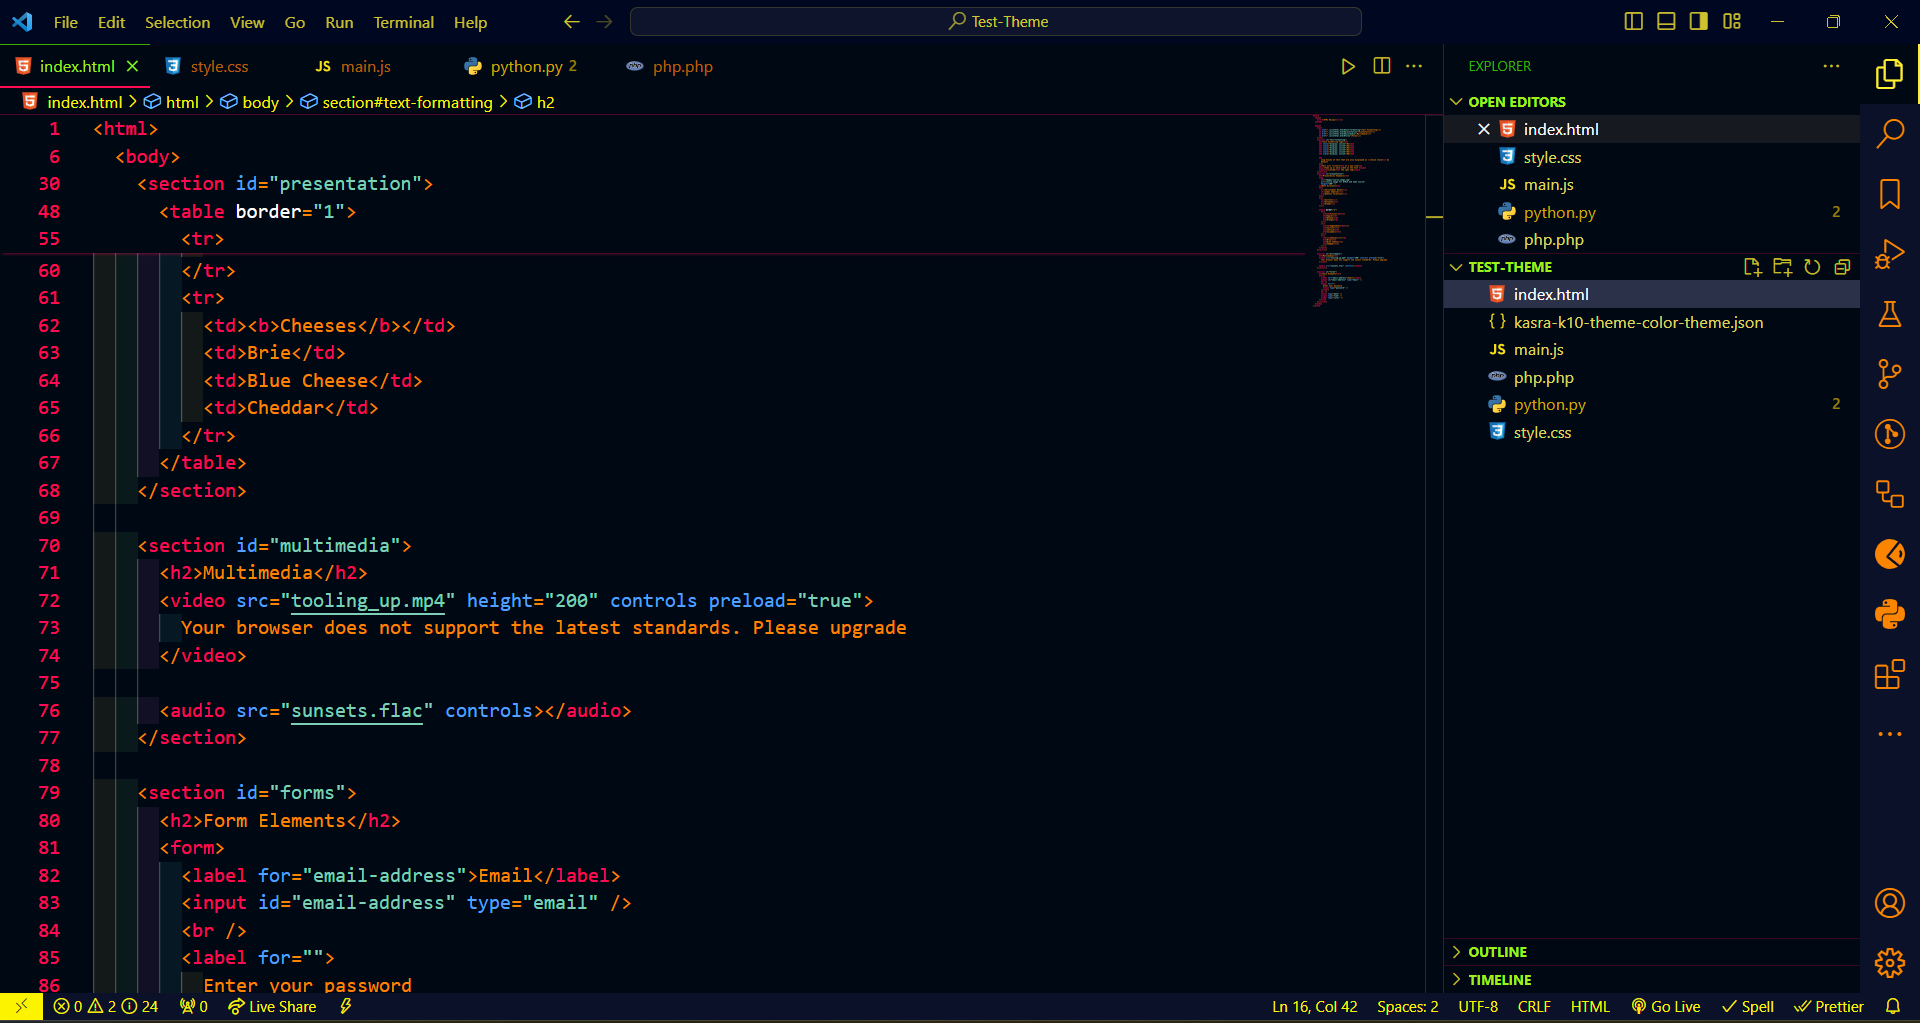 File Edit Selection View Go Run Terminal Help
Test-Theme
index.html style.css JS main.js python.py 2 php.php
index.html > html > body > section#text-formatting > h2
1 <html>
6 <body>
30 <section id="presentation">
48 <table border="1">
55 <tr>
60 </tr>
61 <tr>
62 <td><b>Cheeses</b></td>
63 <td>Brie</td>
64 <td>Blue Cheese</td>
65 <td>Cheddar</td>
66 </tr>
67 </table>
68 </section>
69
70 <section id="multimedia">
71 <h2>Multimedia</h2>
72 <video src="tooling_up.mp4" height="200" controls preload="true">
73 Your browser does not support the latest standards. Please upgrade
74 </video>
75
76 <audio src="sunsets.flac" controls></audio>
77 </section>
78
79 <section id="forms">
80 <h2>Form Elements</h2>
81 <form>
82 <label for="email-address">Email</label>
83 <input id="email-address" type="email" />
84 <br />
85 <label for="">
86 Enter your password
EXPLORER
OPEN EDITORS
index.html
style.css
JS main.js
python.py 2
php.php
TEST-THEME
index.html
{} kasra-k10-theme-color-theme.json
JS main.js
php.php
python.py 2
style.css
OUTLINE
TIMELINE
0 2 24 0 Live Share Ln 16, Col 42 Spaces: 2 UTF-8 CRLF HTML Go Live Spell Prettier